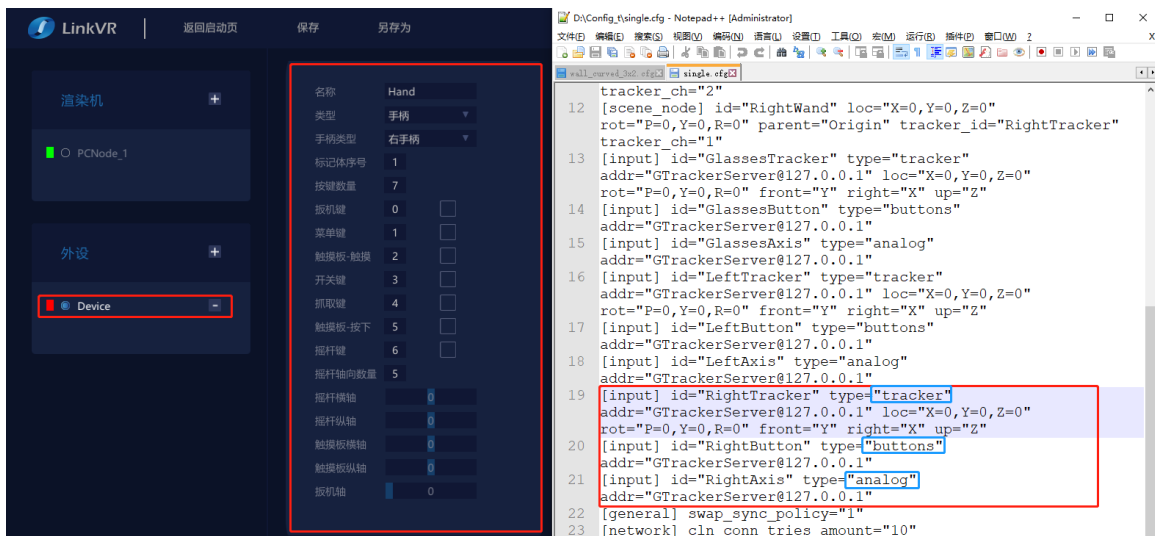 LinkVR
返回启动页
保存
另存为
渲染机
+
PCNode_1
外设
+
Device
-
名称 Hand
类型 手柄
手柄类型 右手柄
标记体序号 1
按键数量 7
扳机键 0
菜单键 1
触摸板-触摸 2
开关键 3
抓取键 4
触摸板-按下 5
摇杆键 6
摇杆轴向数量 5
摇杆横轴 0
摇杆纵轴 0
触摸板横轴 0
触摸板纵轴 0
扳机轴 0
D:\Config_t\single.cfg - Notepad++ [Administrator]
文件(F) 编辑(E) 搜索(S) 视图(V) 编码(N) 语言(L) 设置(T) 工具(O) 宏(M) 运行(R) 插件(P) 窗口(W) ? X
wall_curved_3x2.cfg single.cfg
tracker_ch="2"
12 [scene_node] id="RightWand" loc="X=0,Y=0,Z=0"
rot="P=0,Y=0,R=0" parent="Origin" tracker_id="RightTracker"
tracker_ch="1"
13 [input] id="GlassesTracker" type="tracker"
addr="GTrackerServer@127.0.0.1" loc="X=0,Y=0,Z=0"
rot="P=0,Y=0,R=0" front="Y" right="X" up="Z"
14 [input] id="GlassesButton" type="buttons"
addr="GTrackerServer@127.0.0.1"
15 [input] id="GlassesAxis" type="analog"
addr="GTrackerServer@127.0.0.1"
16 [input] id="LeftTracker" type="tracker"
addr="GTrackerServer@127.0.0.1" loc="X=0,Y=0,Z=0"
rot="P=0,Y=0,R=0" front="Y" right="X" up="Z"
17 [input] id="LeftButton" type="buttons"
addr="GTrackerServer@127.0.0.1"
18 [input] id="LeftAxis" type="analog"
addr="GTrackerServer@127.0.0.1"
19 [input] id="RightTracker" type="tracker"
addr="GTrackerServer@127.0.0.1" loc="X=0,Y=0,Z=0"
rot="P=0,Y=0,R=0" front="Y" right="X" up="Z"
20 [input] id="RightButton" type="buttons"
addr="GTrackerServer@127.0.0.1"
21 [input] id="RightAxis" type="analog"
addr="GTrackerServer@127.0.0.1"
22 [general] swap_sync_policy="1"
23 [network] cln_conn_tries_amount="10"